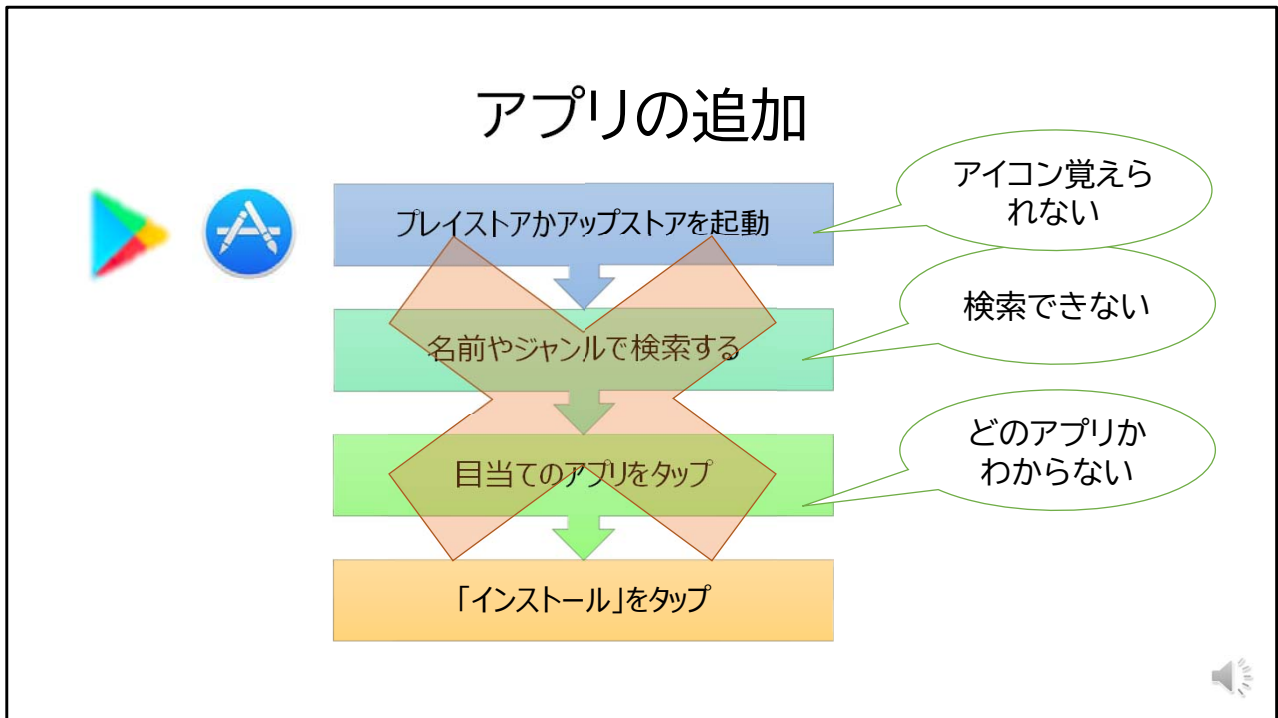 アプリの追加
プレイストアかアップストアを起動
アイコン覚えら
れない
名前やジャンルで検索する
検索できない
目当てのアプリをタップ
どのアプリか
わからない
「インストール」をタップ